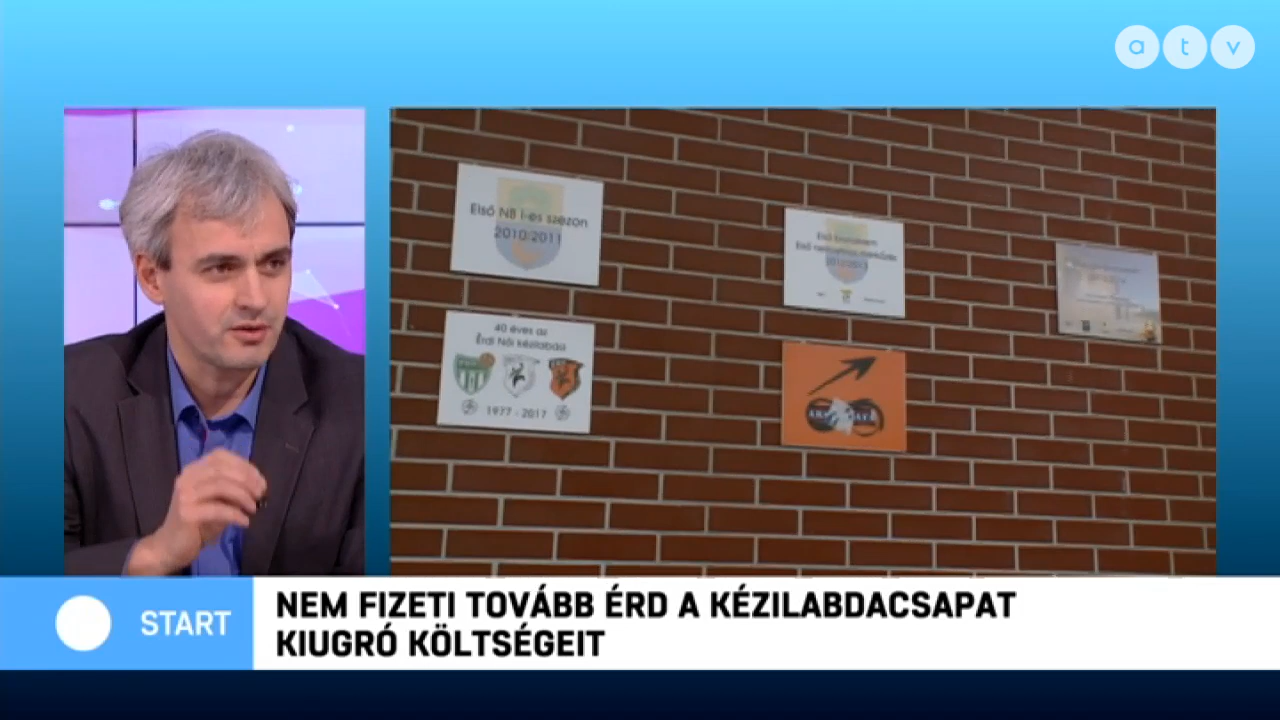 atv
Első NB I-es szezon
2010/2011
40 éves az
Érdi Női kézilabda
1977 - 2017
START
NEM FIZETI TOVÁBB ÉRD A KÉZILABDACSAPAT
KIUGRÓ KÖLTSÉGEIT